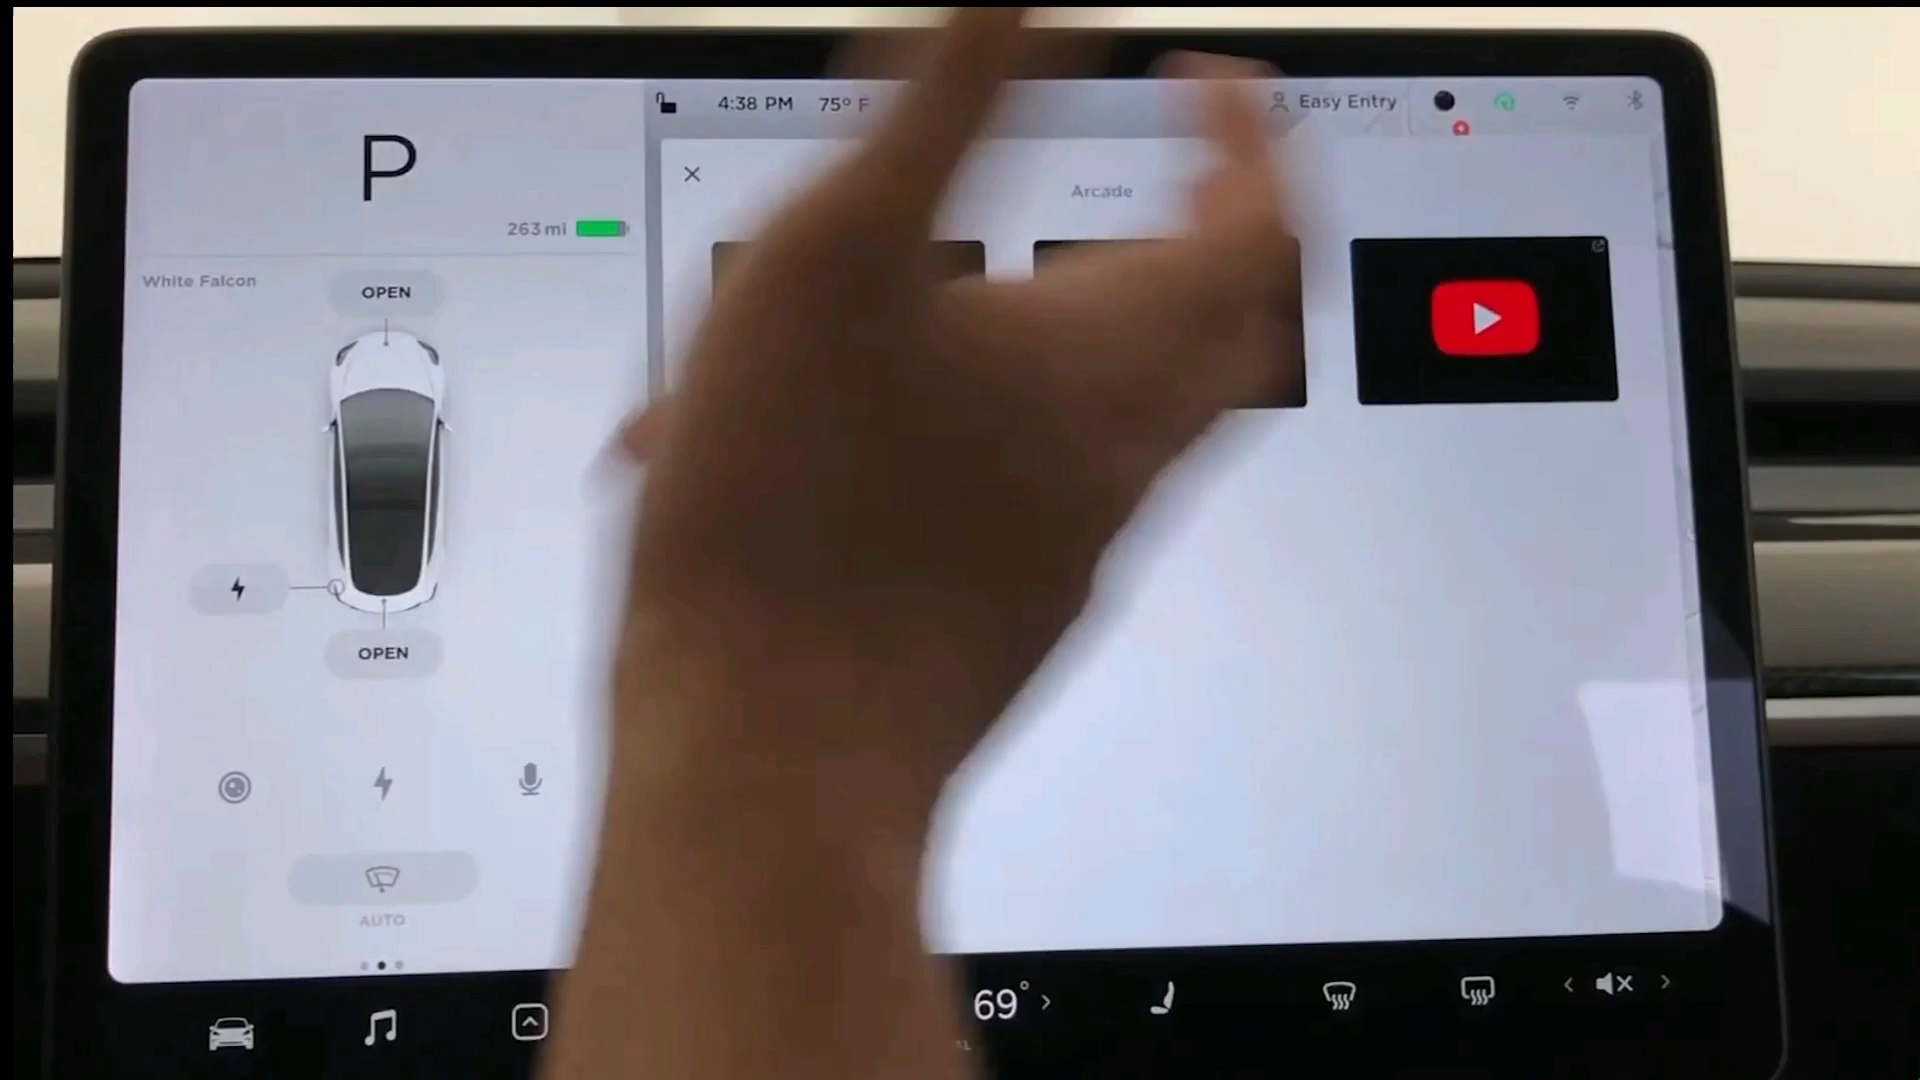 P
263 mi
White Falcon
OPEN
OPEN
AUTO
4:38 PM 75° F
Easy Entry
Arcade
69°